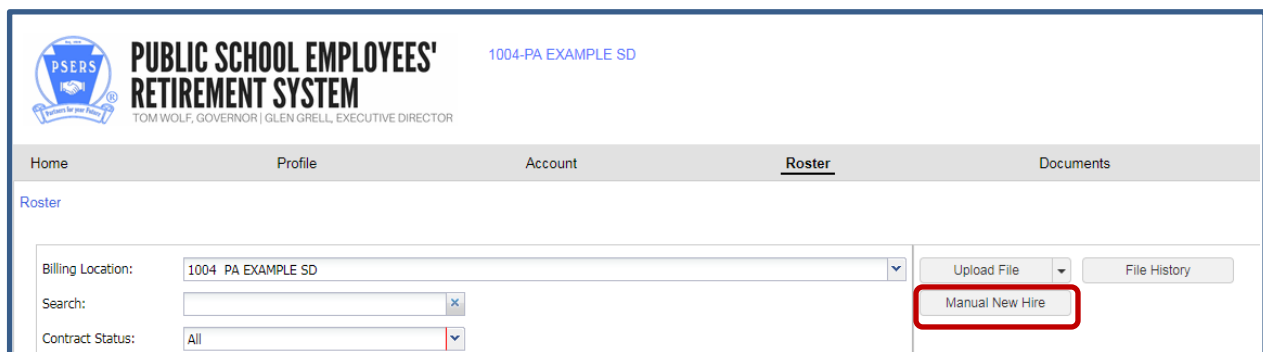 PSERS
Partners for your Future
®
PUBLIC SCHOOL EMPLOYEES'
RETIREMENT SYSTEM
TOM WOLF, GOVERNOR | GLEN GRELL, EXECUTIVE DIRECTOR
1004-PA EXAMPLE SD
Home Profile Account Roster Documents
Roster
Billing Location: 1004 PA EXAMPLE SD Upload File File History
Search: Manual New Hire
Contract Status: All